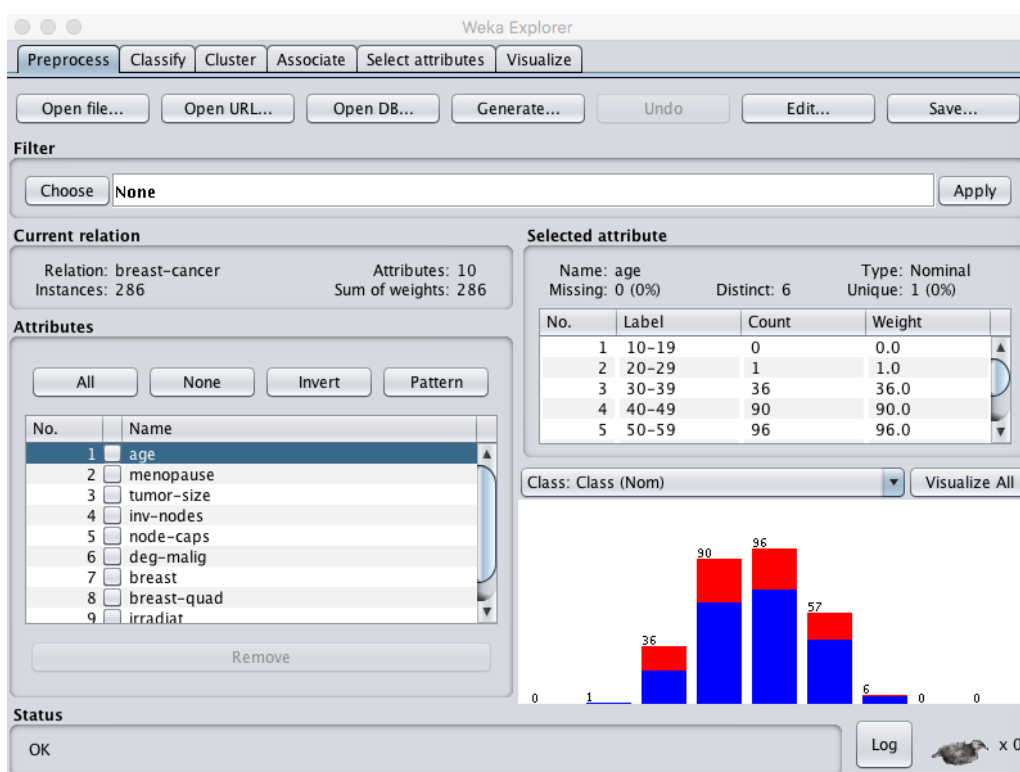 Weka Explorer
Preprocess Classify Cluster Associate Select attributes Visualize
Open file... Open URL... Open DB... Generate... Undo Edit... Save...
Filter
Choose None Apply
Current relation
Relation: breast-cancer Attributes: 10
Instances: 286 Sum of weights: 286
Attributes
All None Invert Pattern
No. Name
1 age
2 menopause
3 tumor-size
4 inv-nodes
5 node-caps
6 deg-malig
7 breast
8 breast-quad
9 irradiat
Remove
Selected attribute
Name: age Type: Nominal
Missing: 0 (0%) Distinct: 6 Unique: 1 (0%)
No. Label Count Weight
1 10-19 0 0.0
2 20-29 1 1.0
3 30-39 36 36.0
4 40-49 90 90.0
5 50-59 96 96.0
Class: Class (Nom) Visualize All
0 1 36 90 96 57 6 0 0
Status
OK Log x 0